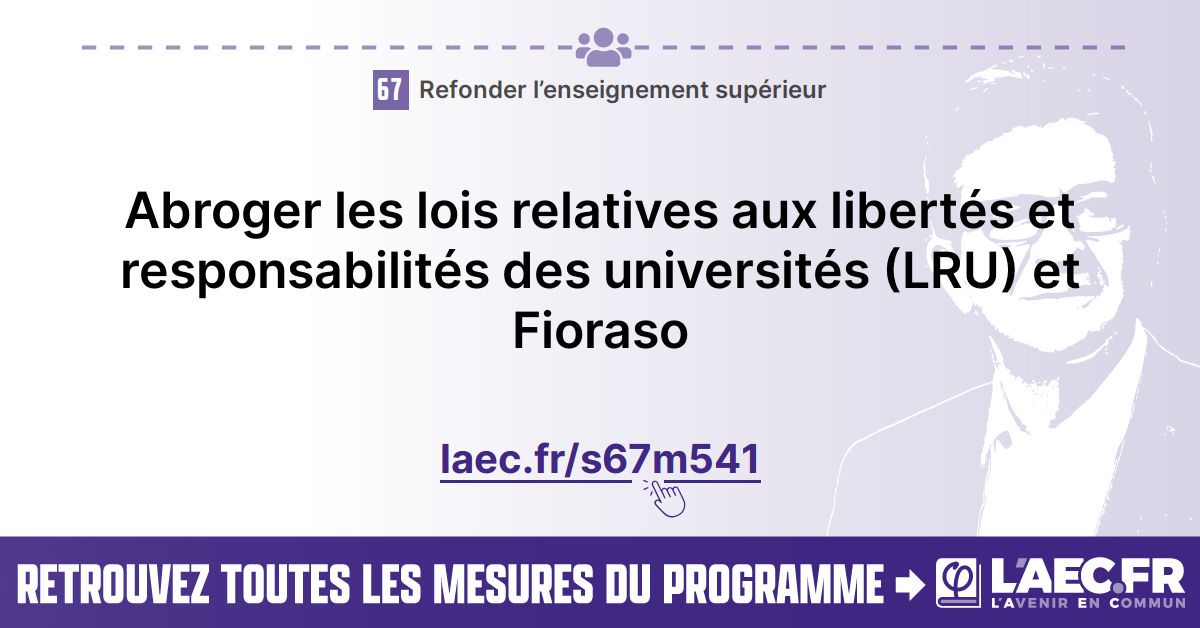 67 Refonder l’enseignement supérieur
Abroger les lois relatives aux libertés et
responsabilités des universités (LRU) et
Fioraso
laec.fr/s67m541
RETROUVEZ TOUTES LES MESURES DU PROGRAMME
L'AEC.FR
L'AVENIR EN COMMUN